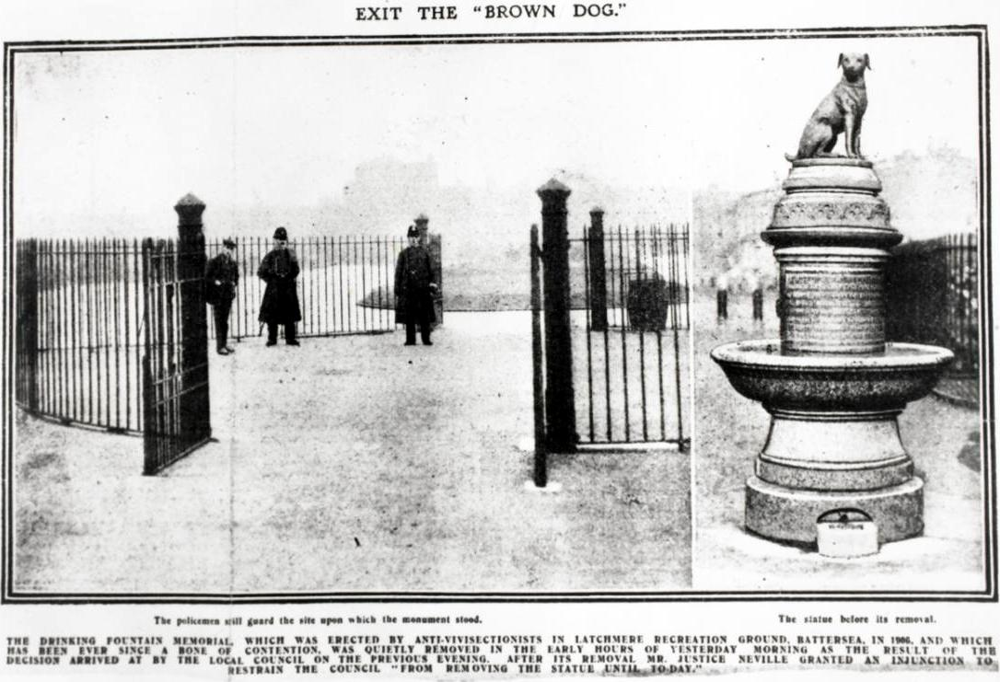 EXIT THE "BROWN DOG."
The policemen still guard the site upon which the monument stood.
The statue before its removal.
THE DRINKING FOUNTAIN MEMORIAL, WHICH WAS ERECTED BY ANTI-VIVISECTIONISTS IN LATCHMERE RECREATION GROUND, BATTERSEA, IN 1906, AND WHICH
HAS BEEN EVER SINCE A BONE OF CONTENTION, WAS QUIETLY REMOVED IN THE EARLY HOURS OF YESTERDAY MORNING AS THE RESULT OF THE
DECISION ARRIVED AT BY THE LOCAL COUNCIL ON THE PREVIOUS EVENING. AFTER ITS REMOVAL MR. JUSTICE NEVILLE GRANTED AN INJUNCTION TO
RESTRAIN THE COUNCIL "FROM REMOVING THE STATUE UNTIL TO-DAY."